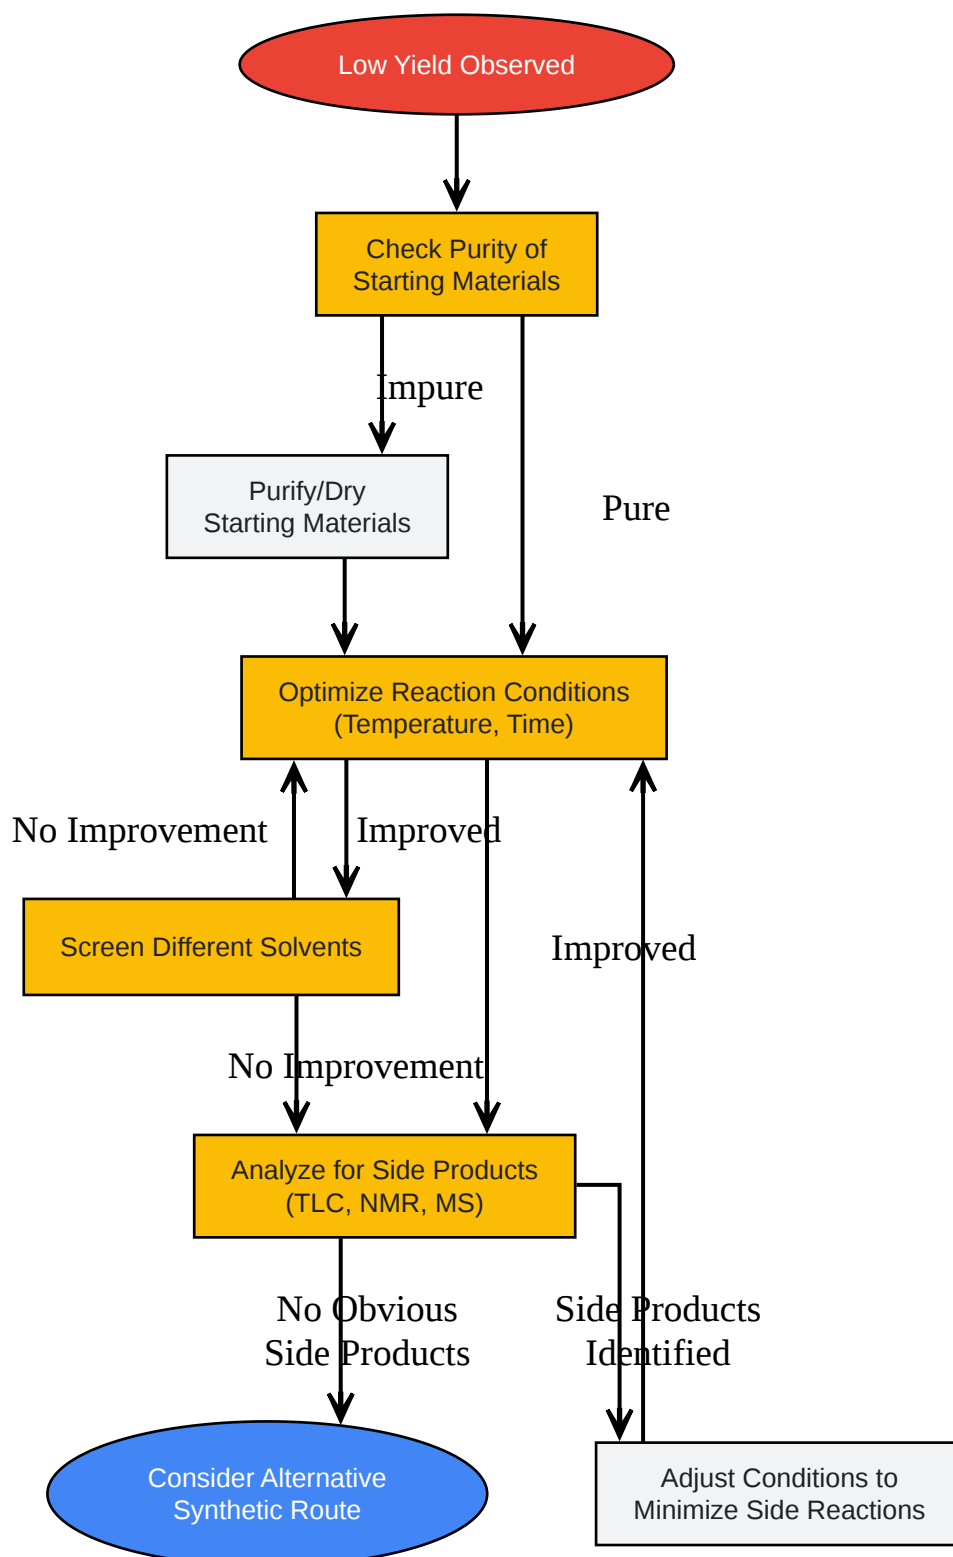 Low Yield Observed
Check Purity of
Starting Materials
Impure
Purify/Dry
Starting Materials
Pure
Optimize Reaction Conditions
(Temperature, Time)
No Improvement
Improved
Screen Different Solvents
Improved
No Improvement
Analyze for Side Products
(TLC, NMR, MS)
No Obvious
Side Products
Side Products
Identified
Consider Alternative
Synthetic Route
Adjust Conditions to
Minimize Side Reactions